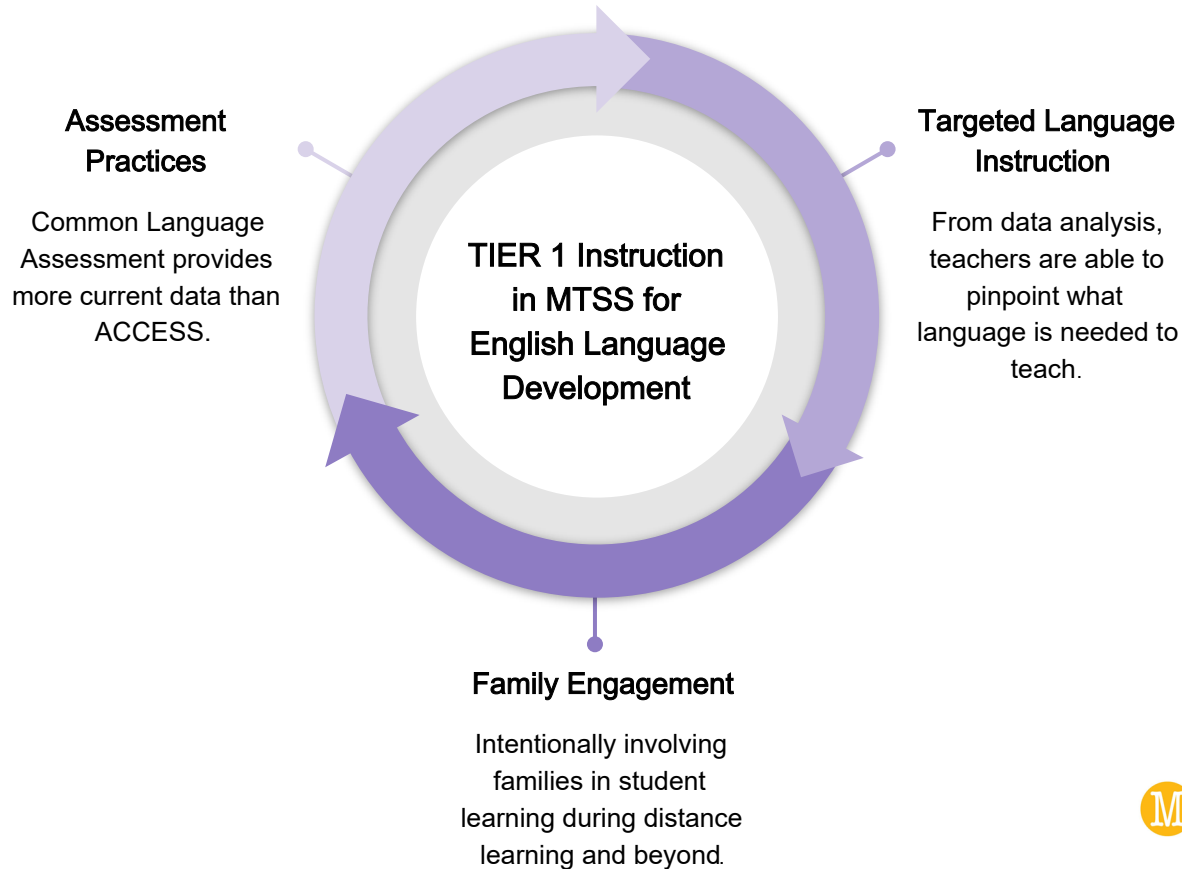 Assessment
Practices
Common Language
Assessment provides
more current data than
ACCESS.
TIER 1 Instruction
in MTSS for
English Language
Development
Targeted Language
Instruction
From data analysis,
teachers are able to
pinpoint what
language is needed to
teach.
Family Engagement
Intentionally involving
families in student
learning during distance
learning and beyond.
M